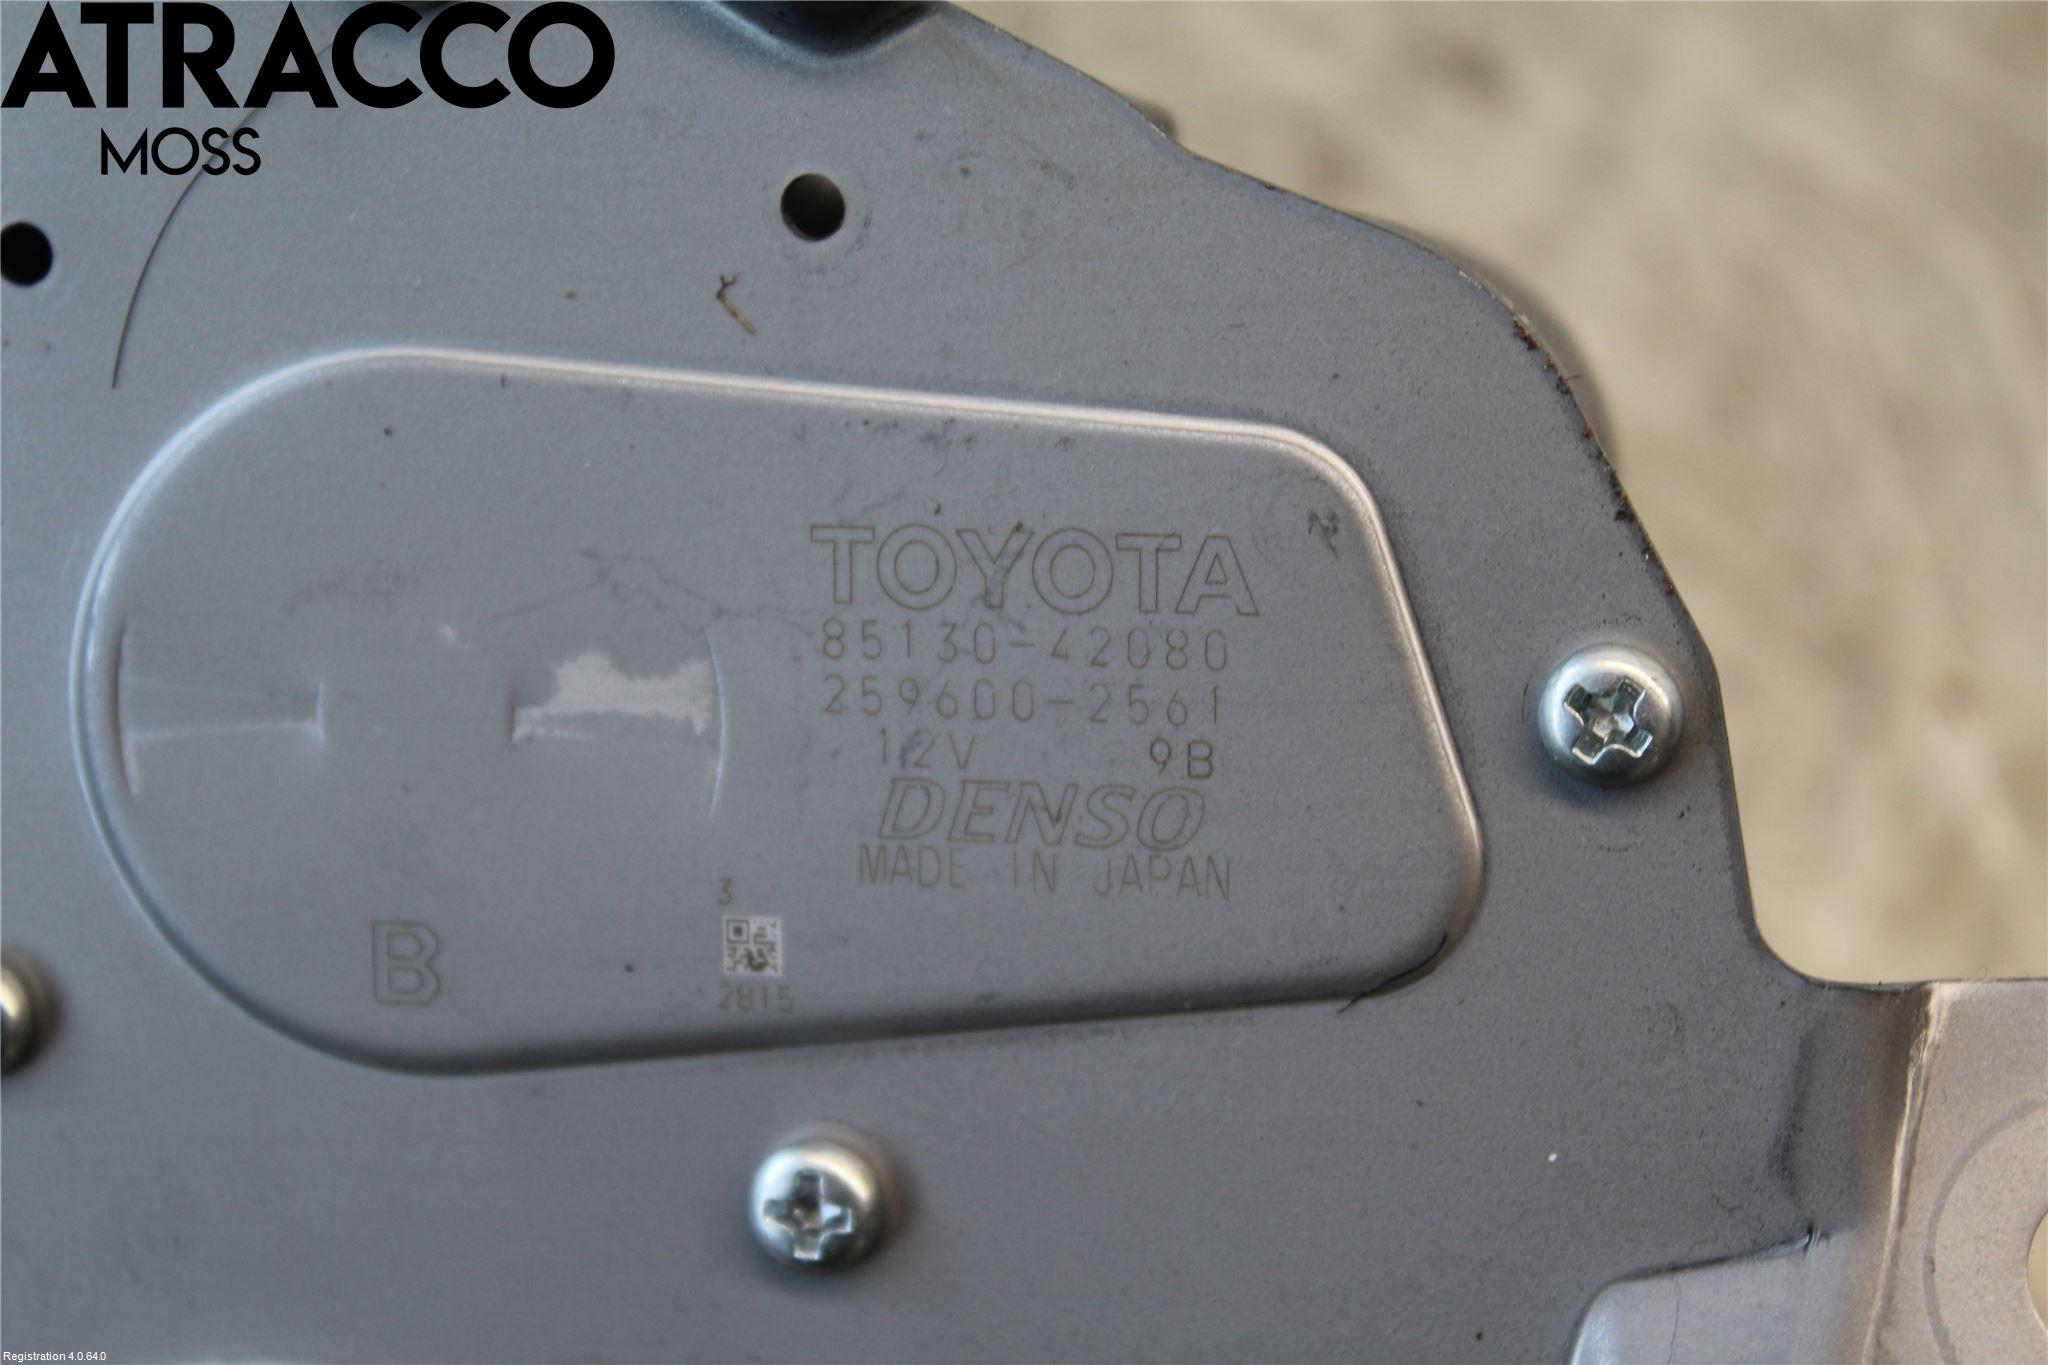 ATRACCO
MOSS
TOYOTA
85130-42080
259600-2561
12V 9B
DENSO
MADE IN JAPAN
3
B
2815
Registration 4.0.64.0